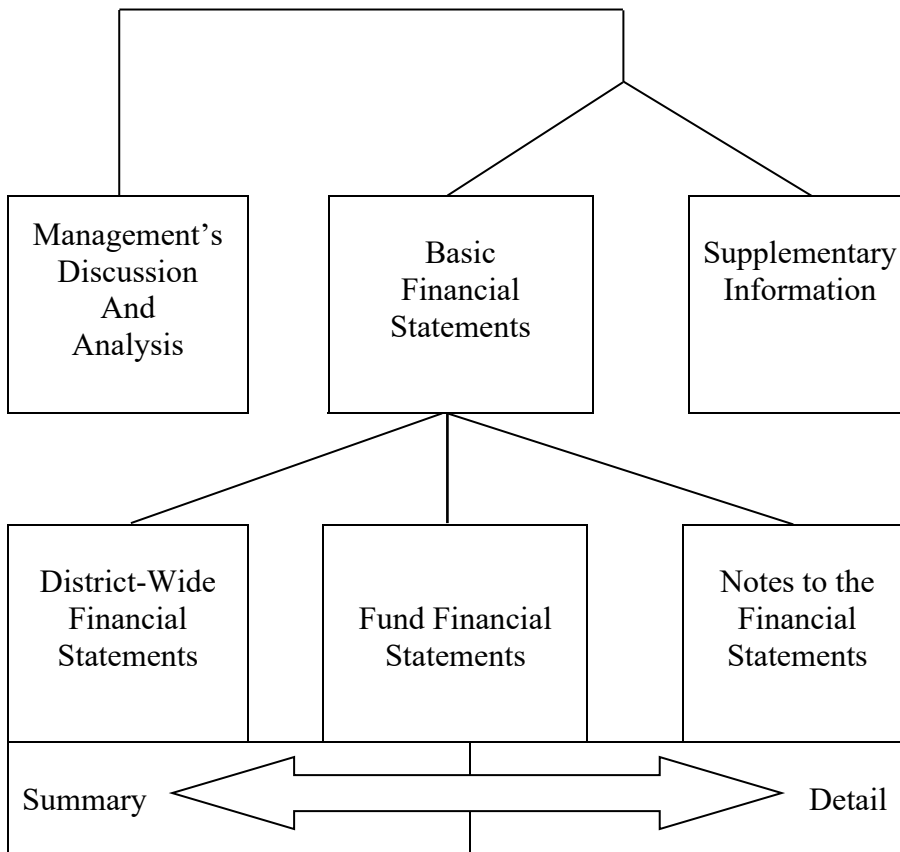 Management’s
Discussion
And
Analysis
Basic
Financial
Statements
Supplementary
Information
District-Wide
Financial
Statements
Fund Financial
Statements
Notes to the
Financial
Statements
Summary
Detail